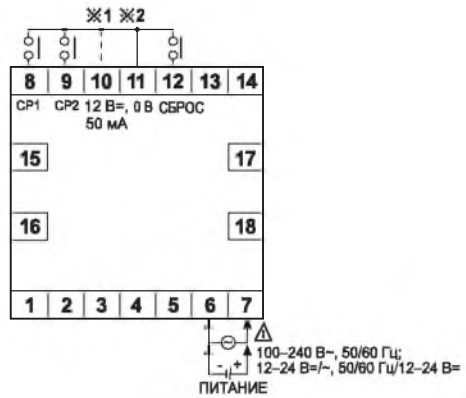 ※1 ※2
8 9 10 11 12 13 14
CP1 CP2 12 В=, 0 В СБРОС
50 мА
15 17
16 18
1 2 3 4 5 6 7
100–240 В~, 50/60 Гц;
- + 12–24 В=/~, 50/60 Гц/12–24 В=
ПИТАНИЕ